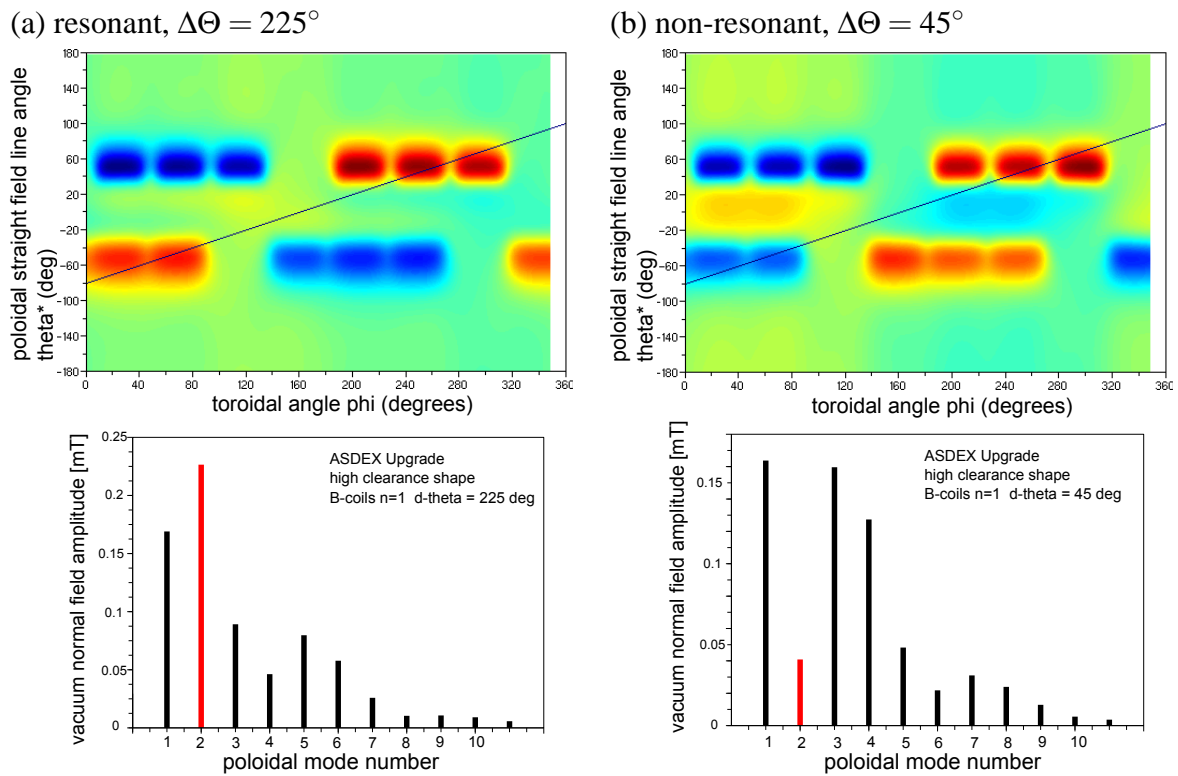 (a) resonant, ΔΘ = 225°
180
140
100
60
20
-20
-60
-100
-140
-180
0 40 80 120 160 200 240 280 320 360
poloidal straight field line angle
theta* (deg)
toroidal angle phi (degrees)
(b) non-resonant, ΔΘ = 45°
180
140
100
60
20
-20
-60
-100
-140
-180
0 40 80 120 160 200 240 280 320 360
poloidal straight field line angle
theta* (deg)
toroidal angle phi (degrees)
vacuum normal field amplitude [mT]
0.25
0.2
0.15
0.1
0.05
0
ASDEX Upgrade
high clearance shape
B-coils n=1 d-theta = 225 deg
1 2 3 4 5 6 7 8 9 10
poloidal mode number
vacuum normal field amplitude [mT]
0.15
0.1
0.05
0
ASDEX Upgrade
high clearance shape
B-coils n=1 d-theta = 45 deg
1 2 3 4 5 6 7 8 9 10
poloidal mode number